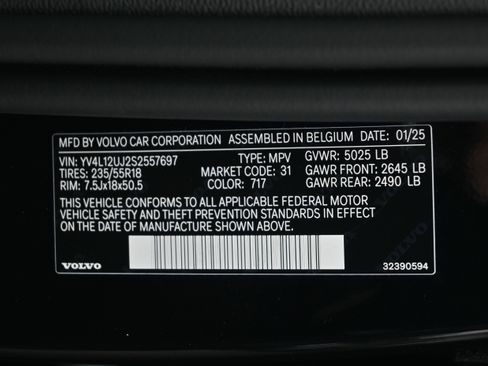 MFD BY VOLVO CAR CORPORATION ASSEMBLED IN BELGIUM DATE: 01/25
VIN: YV4L12UJ2S2557697 TYPE: MPV GVWR: 5025 LB
TIRES: 235/55R18 MARKET CODE: 31 GAWR FRONT: 2645 LB
RIM: 7.5Jx18x50.5 COLOR: 717 GAWR REAR: 2490 LB
THIS VEHICLE CONFORMS TO ALL APPLICABLE FEDERAL MOTOR
VEHICLE SAFETY AND THEFT PREVENTION STANDARDS IN EFFECT
ON THE DATE OF MANUFACTURE SHOWN ABOVE.
VOLVO 32390594